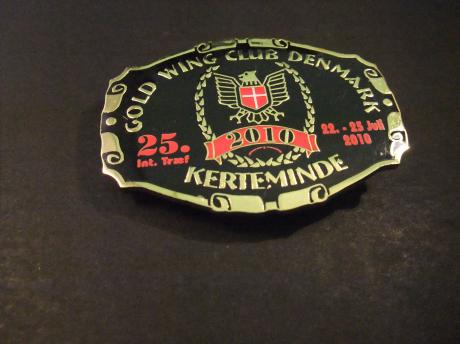 GOLD WING CLUB DENMARK
25.
Int. Træf
2010
22. - 25 Juli
2010
KERTEMINDE